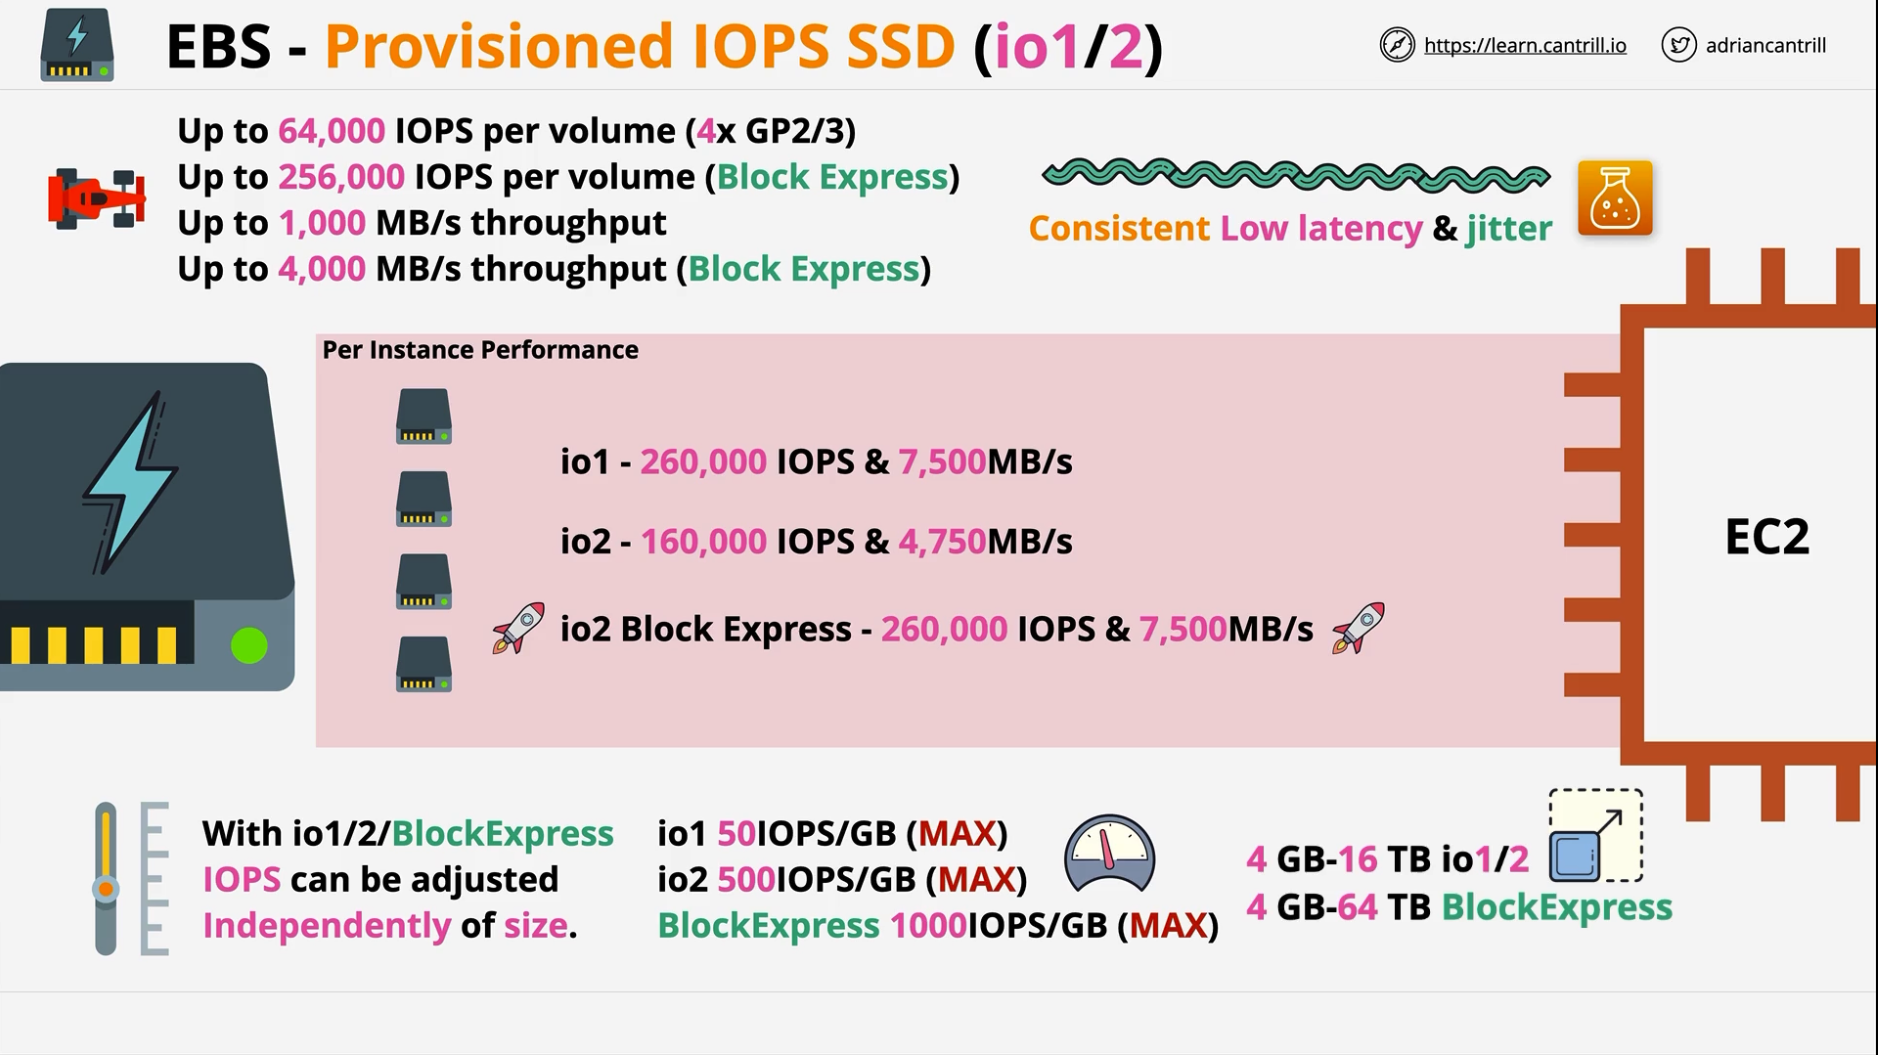 EBS - Provisioned IOPS SSD (io1/2)
https://learn.cantrill.io
adriancantrill
Up to 64,000 IOPS per volume (4x GP2/3)
Up to 256,000 IOPS per volume (Block Express)
Up to 1,000 MB/s throughput
Up to 4,000 MB/s throughput (Block Express)
Consistent Low latency & jitter
Per Instance Performance
io1 - 260,000 IOPS & 7,500MB/s
io2 - 160,000 IOPS & 4,750MB/s
io2 Block Express - 260,000 IOPS & 7,500MB/s
EC2
With io1/2/BlockExpress
IOPS can be adjusted
Independently of size.
io1 50IOPS/GB (MAX)
io2 500IOPS/GB (MAX)
BlockExpress 1000IOPS/GB (MAX)
4 GB-16 TB io1/2
4 GB-64 TB BlockExpress